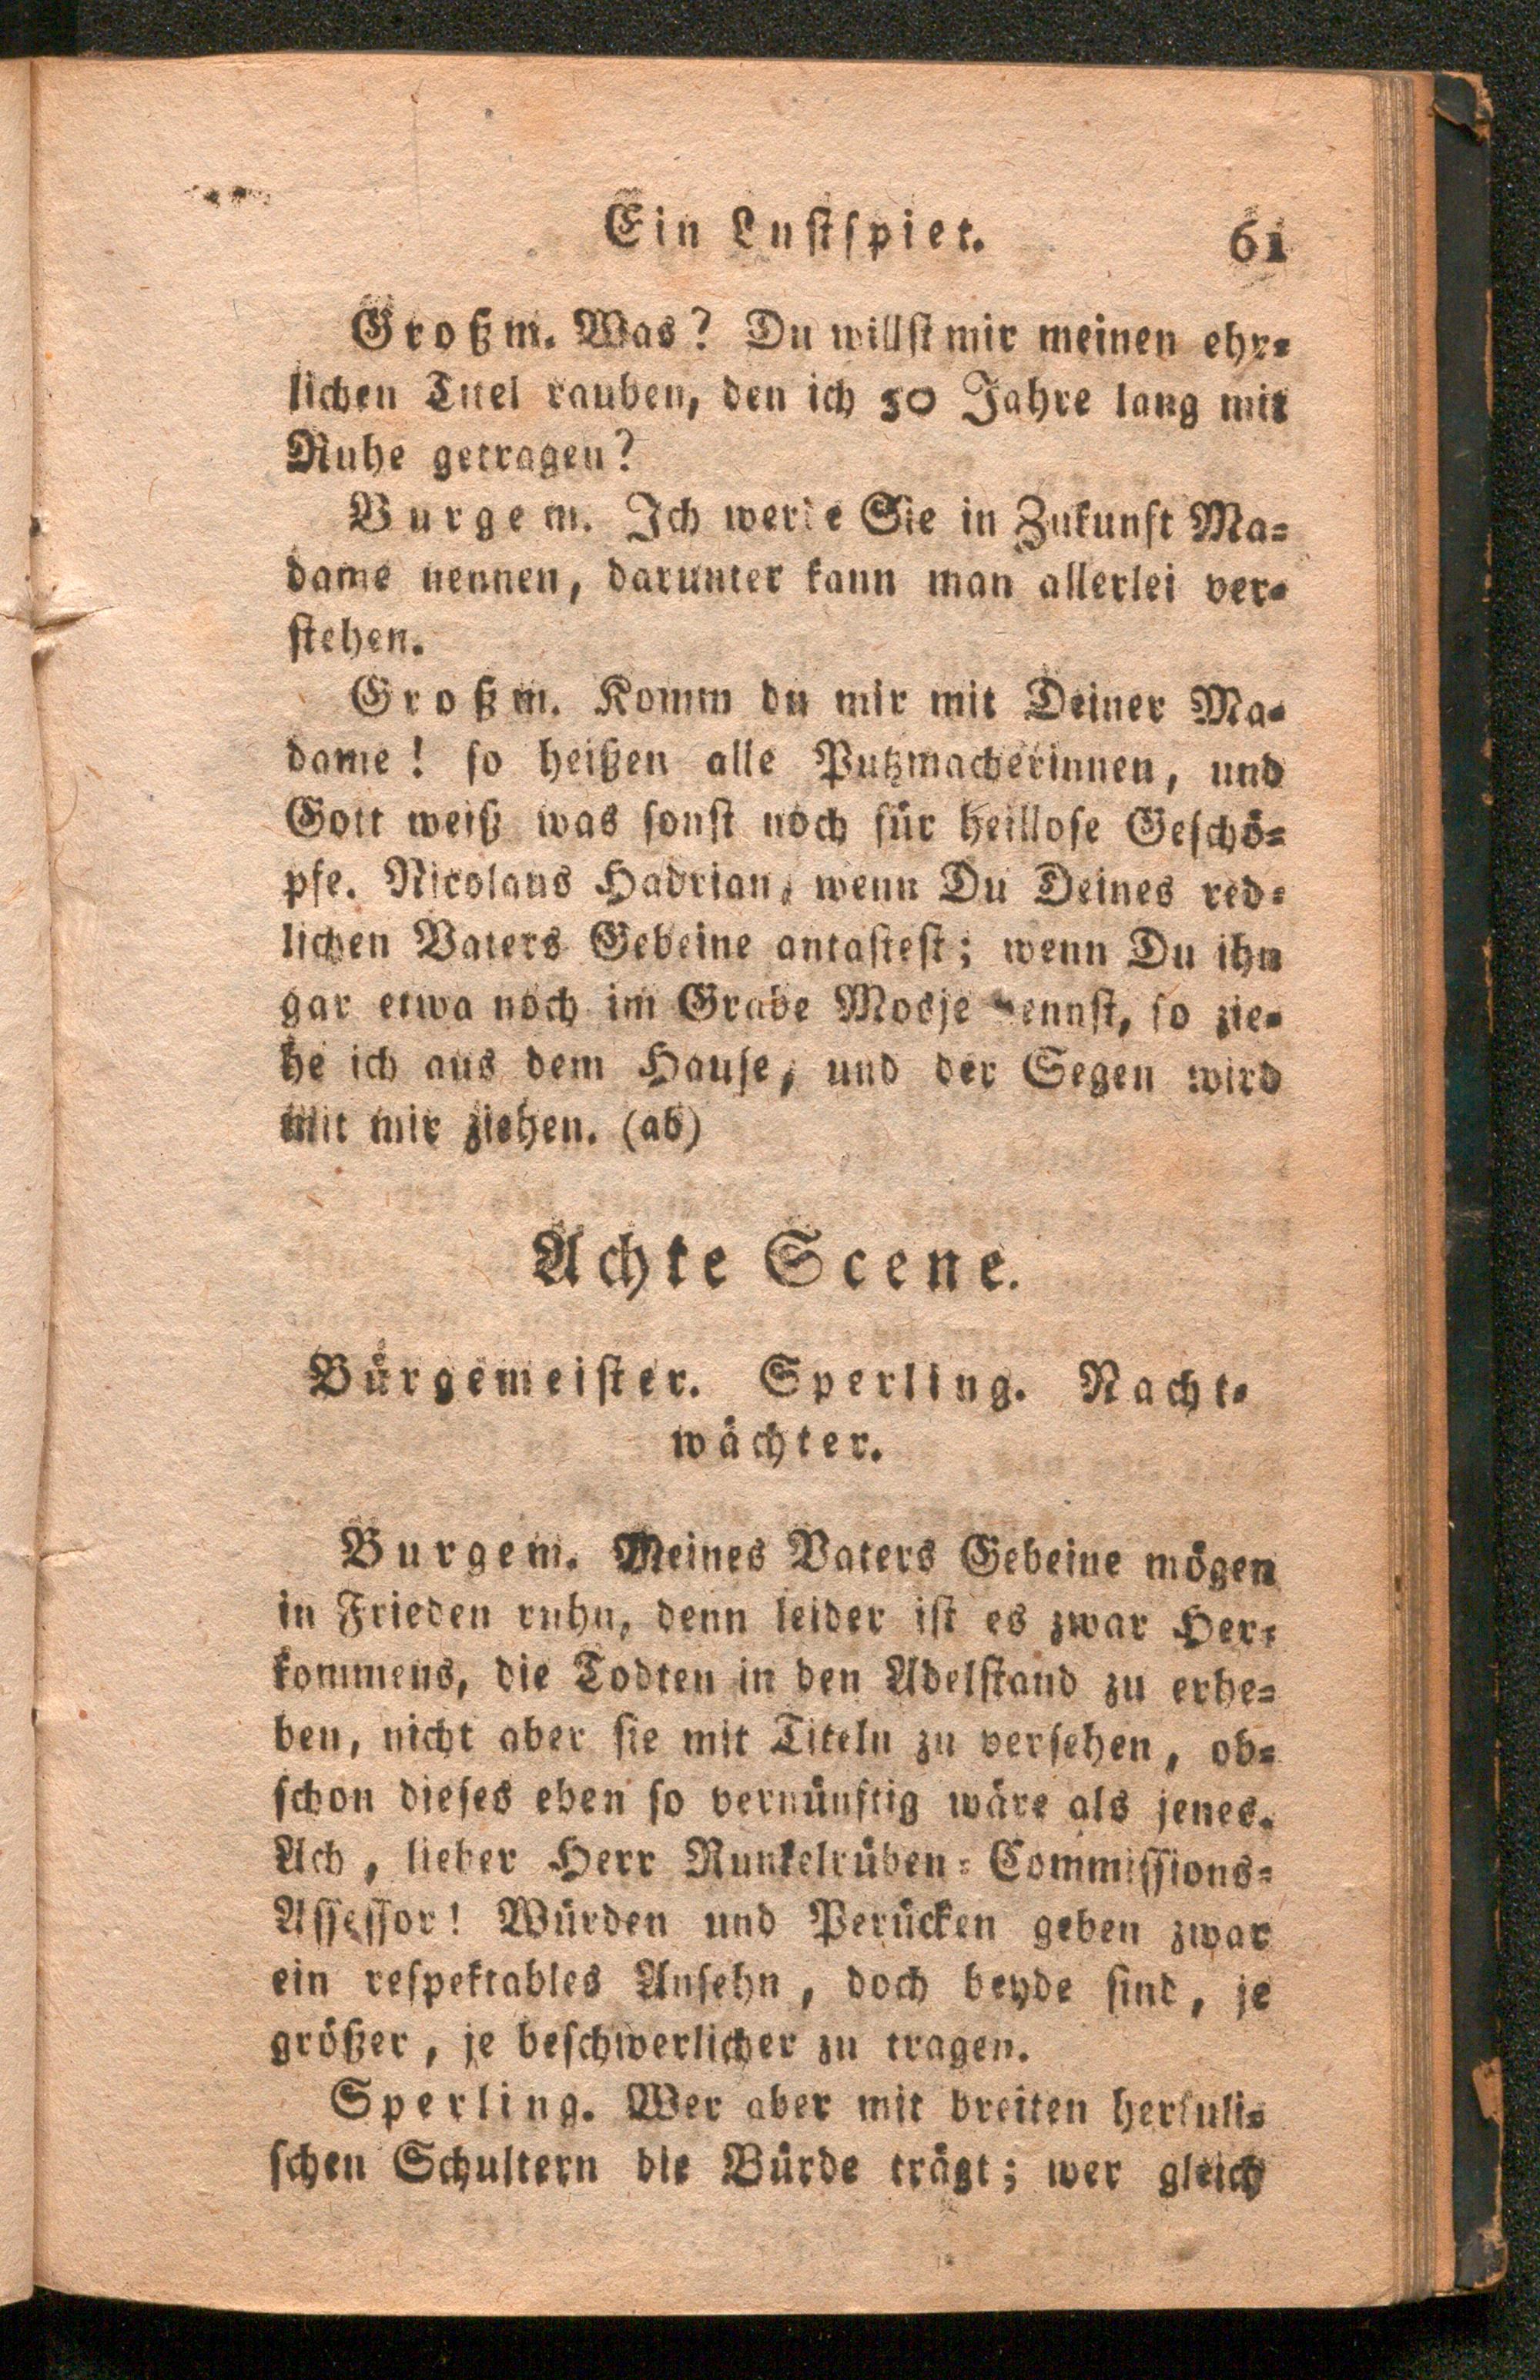 Ein Lustspiel. 61
Großm. Was? Du willst mir meinen ehr=
lichen Titel rauben, den ich 50 Jahre lang mit
Ruhe getragen?
Burgem. Ich werde Sie in Zukunft Ma=
dame nennen, darunter kann man allerlei ver=
stehen.
Großm. Komm du mir mit Deiner Ma=
dame! so heißen alle Putzmacherinnen, und
Gott weiß was sonst noch für heillose Geschö=
pfe. Nicolaus Hadrian, wenn Du Deines red=
lichen Vaters Gebeine antastest; wenn Du ihn
gar etwa noch im Grabe Mosje nennst, so zie=
he ich aus dem Hause, und der Segen wird
mit mir ziehen. (ab)
Achte Scene.
Bürgemeister. Sperling. Nacht=
wächter.
Burgem. Meines Vaters Gebeine mögen
in Frieden ruhn, denn leider ist es zwar Her=
kommens, die Todten in den Adelstand zu erhe=
ben, nicht aber sie mit Titeln zu versehen, ob=
schon dieses eben so vernünftig wäre als jenes.
Ach, lieber Herr Runkelrüben=Commissions=
Assessor! Würden und Perücken geben zwar
ein respektables Ansehn, doch beyde sind, je
größer, je beschwerlicher zu tragen.
Sperling. Wer aber mit breiten herkuli=
schen Schultern die Bürde trägt; wer gleich